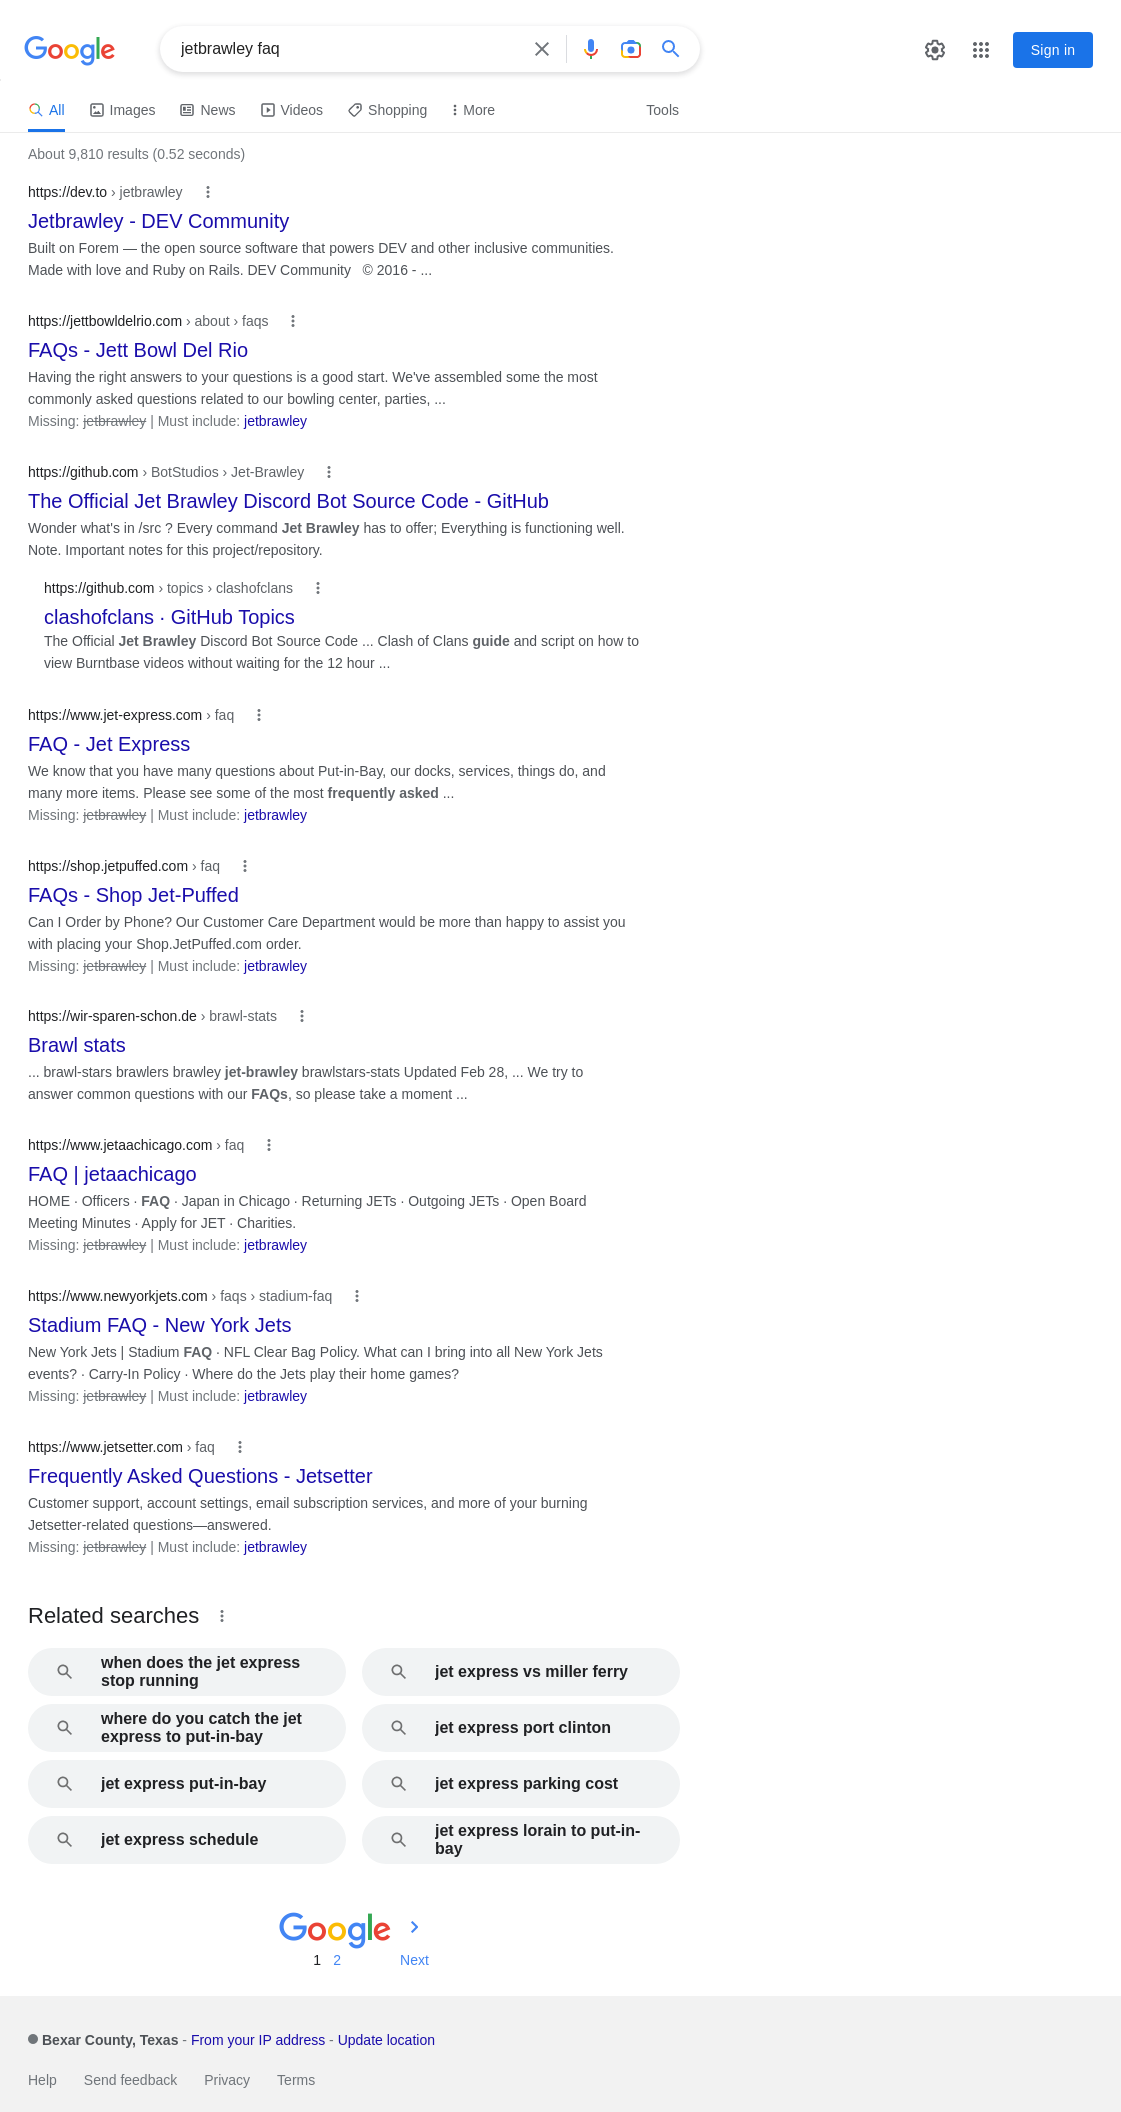 Google
jetbrawley faq
Sign in
All
Images
News
Videos
Shopping
More
Tools
About 9,810 results (0.52 seconds)
https://dev.to › jetbrawley
Jetbrawley - DEV Community
Built on Forem — the open source software that powers DEV and other inclusive communities.
Made with love and Ruby on Rails. DEV Community © 2016 - ...
https://jettbowldelrio.com › about › faqs
FAQs - Jett Bowl Del Rio
Having the right answers to your questions is a good start. We've assembled some the most
commonly asked questions related to our bowling center, parties, ...
Missing: jetbrawley | Must include: jetbrawley
https://github.com › BotStudios › Jet-Brawley
The Official Jet Brawley Discord Bot Source Code - GitHub
Wonder what's in /src ? Every command Jet Brawley has to offer; Everything is functioning well.
Note. Important notes for this project/repository.
https://github.com › topics › clashofclans
clashofclans · GitHub Topics
The Official Jet Brawley Discord Bot Source Code ... Clash of Clans guide and script on how to
view Burntbase videos without waiting for the 12 hour ...
https://www.jet-express.com › faq
FAQ - Jet Express
We know that you have many questions about Put-in-Bay, our docks, services, things do, and
many more items. Please see some of the most frequently asked ...
Missing: jetbrawley | Must include: jetbrawley
https://shop.jetpuffed.com › faq
FAQs - Shop Jet-Puffed
Can I Order by Phone? Our Customer Care Department would be more than happy to assist you
with placing your Shop.JetPuffed.com order.
Missing: jetbrawley | Must include: jetbrawley
https://wir-sparen-schon.de › brawl-stats
Brawl stats
... brawl-stars brawlers brawley jet-brawley brawlstars-stats Updated Feb 28, ... We try to
answer common questions with our FAQs, so please take a moment ...
https://www.jetaachicago.com › faq
FAQ | jetaachicago
HOME · Officers · FAQ · Japan in Chicago · Returning JETs · Outgoing JETs · Open Board
Meeting Minutes · Apply for JET · Charities.
Missing: jetbrawley | Must include: jetbrawley
https://www.newyorkjets.com › faqs › stadium-faq
Stadium FAQ - New York Jets
New York Jets | Stadium FAQ · NFL Clear Bag Policy. What can I bring into all New York Jets
events? · Carry-In Policy · Where do the Jets play their home games?
Missing: jetbrawley | Must include: jetbrawley
https://www.jetsetter.com › faq
Frequently Asked Questions - Jetsetter
Customer support, account settings, email subscription services, and more of your burning
Jetsetter-related questions—answered.
Missing: jetbrawley | Must include: jetbrawley
Related searches
when does the jet express
stop running
jet express vs miller ferry
where do you catch the jet
express to put-in-bay
jet express port clinton
jet express put-in-bay
jet express parking cost
jet express schedule
jet express lorain to put-in-
bay
Google
1 2 Next
Bexar County, Texas - From your IP address - Update location
Help Send feedback Privacy Terms